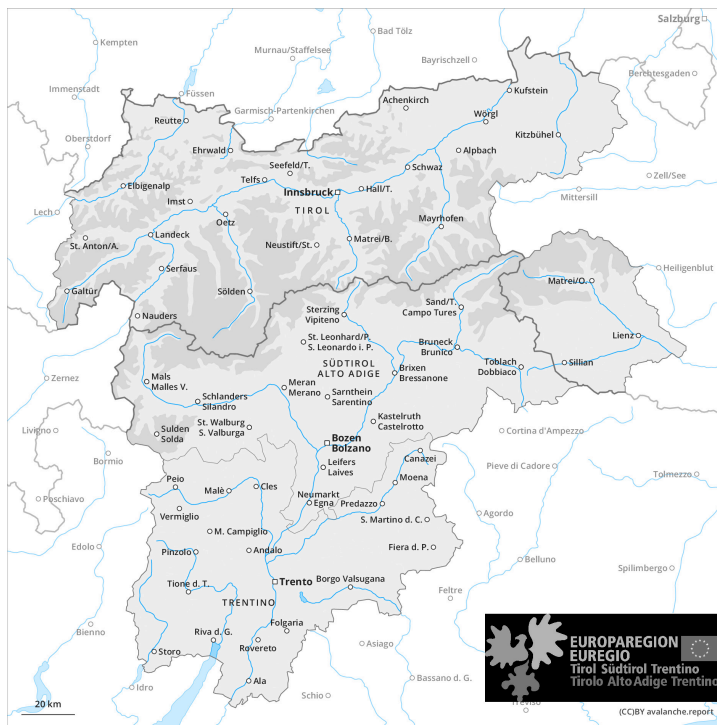 Salzburg
Kempten
Bad Tölz
Murnau/Staffelsee
Bayrischzell
Berchtesgaden
Immenstadt
Füssen
Garmisch-Partenkirchen
Achenkirch
Kufstein
Reutte
Wörgl
Oberstdorf
Kitzbühel
Ehrwald
Alpbach
Seefeld/T.
Schwaz
Zell/See
Telfs
Elbigenalp
Innsbruck
Hall/T.
Mittersill
Imst
TIROL
Lech
Oetz
Mayrhofen
Landeck
St. Anton/A.
Neustift/St.
Matrei/B.
Serfaus
Heiligenblut
Matrei/O.
Galtür
Sölden
Nauders
Sand/T.
Campo Tures
Sterzing
Vipiteno
Lienz
St. Leonhard/P.
S. Leonardo i. P.
Bruneck
Brunico
Toblach
Dobbiaco
Sillian
SÜDTIROL
ALTO ADIGE
Brixen
Bressanone
Zernez
Mals
Malles V.
Meran
Merano
Schlanders
Silandro
Sarnthein
Sarentino
St. Walburg
S. Valburga
Kastelruth
Castelrotto
Livigno
Sulden
Solda
Cortina d'Ampezzo
Bozen
Bolzano
Bormio
Canazei
Pieve di Cadore
Leifers
Laives
Tolmezzo
Peio
Malè
Cles
Moena
Poschiavo
Neumarkt
Egna
Predazzo
Vermiglio
Agordo
S. Martino d. C.
M. Campiglio
Edolo
Pinzolo
Andalo
Fiera d. P.
Belluno
Spilimbergo
Tione d. T.
Trento
Borgo Valsugana
Feltre
TRENTINO
Bienno
Folgaria
Riva d. G.
Rovereto
Asiago
Storo
Ala
Idro
Schio
Bassano d. G.
Treviso
EUROPAREGION
EUREGIO
Tirol Südtirol Trentino
Tirolo Alto Adige Trentino
20 km
(CC)BY avalanche.report